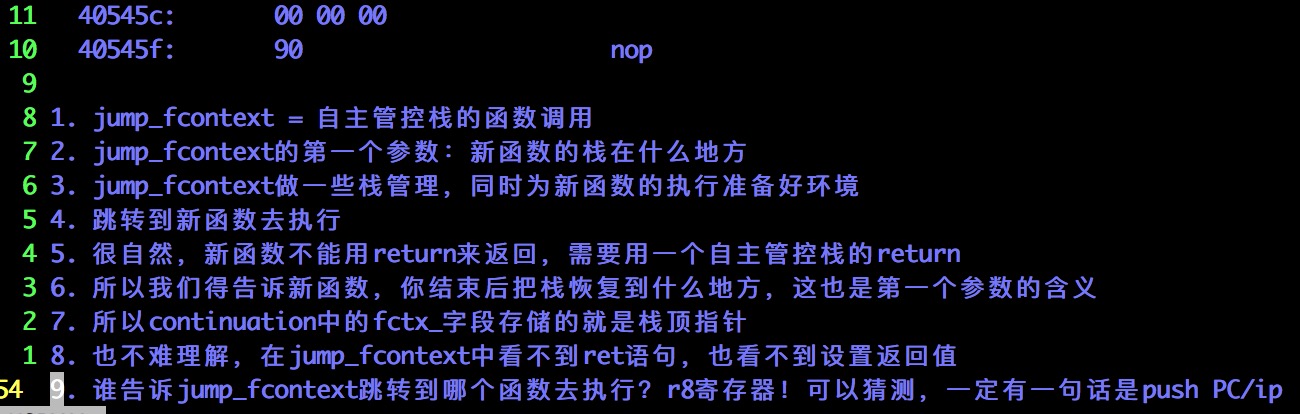 11 40545c: 00 00 00
10 40545f: 90 nop
9
8 1. jump_fcontext = 自主管控栈的函数调用
7 2. jump_fcontext的第一个参数：新函数的栈在什么地方
6 3. jump_fcontext做一些栈管理，同时为新函数的执行准备好环境
5 4. 跳转到新函数去执行
4 5. 很自然，新函数不能用return来返回，需要用一个自主管控栈的return
3 6. 所以我们得告诉新函数，你结束后把栈恢复到什么地方，这也是第一个参数的含义
2 7. 所以continuation中的fctx_字段存储的就是栈顶指针
1 8. 也不难理解，在jump_fcontext中看不到ret语句，也看不到设置返回值
54 9. 谁告诉jump_fcontext跳转到哪个函数去执行？r8寄存器！可以猜测，一定有一句话是push PC/ip